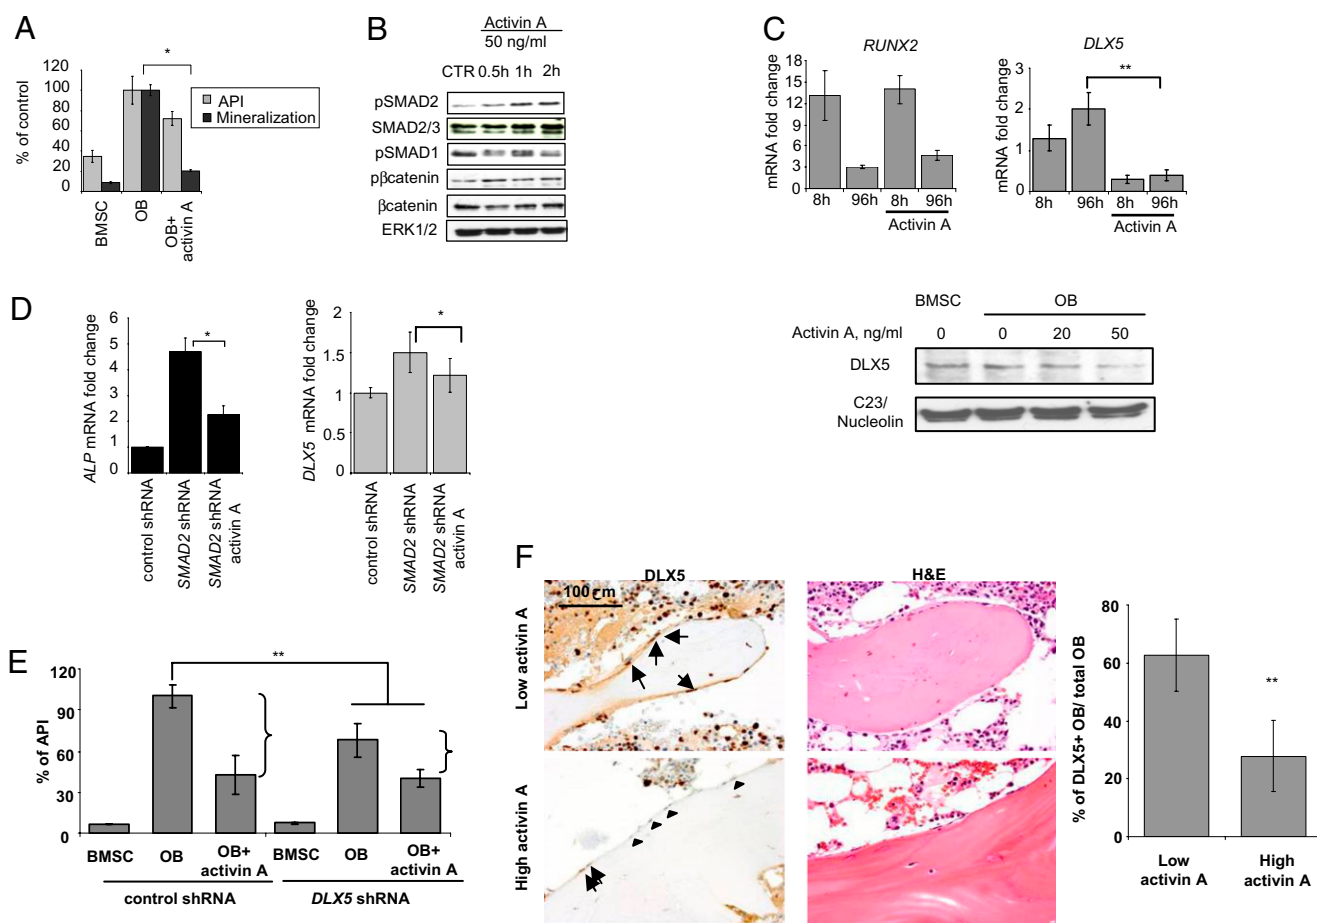 A
*
120
100
80
60
40
20
0
% of control
API
Mineralization
BMSC
OB
OB+
activin A
B
Activin A
50 ng/ml
CTR 0.5h 1h 2h
pSMAD2
SMAD2/3
pSMAD1
pβcatenin
βcatenin
ERK1/2
C
RUNX2
mRNA fold change
18
15
12
9
6
3
0
8h 96h 8h 96h
Activin A
DLX5
mRNA fold change
3
2
1
0
**
8h 96h 8h 96h
Activin A
BMSC OB
Activin A, ng/ml 0 0 20 50
DLX5
C23/
Nucleolin
D
ALP mRNA fold change
6
5
4
3
2
1
0
*
control shRNA
SMAD2 shRNA
SMAD2 shRNA
activin A
DLX5 mRNA fold change
2
1.5
1
0.5
0
*
control shRNA
SMAD2 shRNA
SMAD2 shRNA
activin A
E
% of API
120
90
60
30
0
**
BMSC OB OB+
activin A
BMSC OB OB+
activin A
control shRNA DLX5 shRNA
F
DLX5 H&E
100 m
Low activin A
High activin A
% of DLX5+ OB/ total OB
80
60
40
20
0
**
Low
activin A
High
activin A